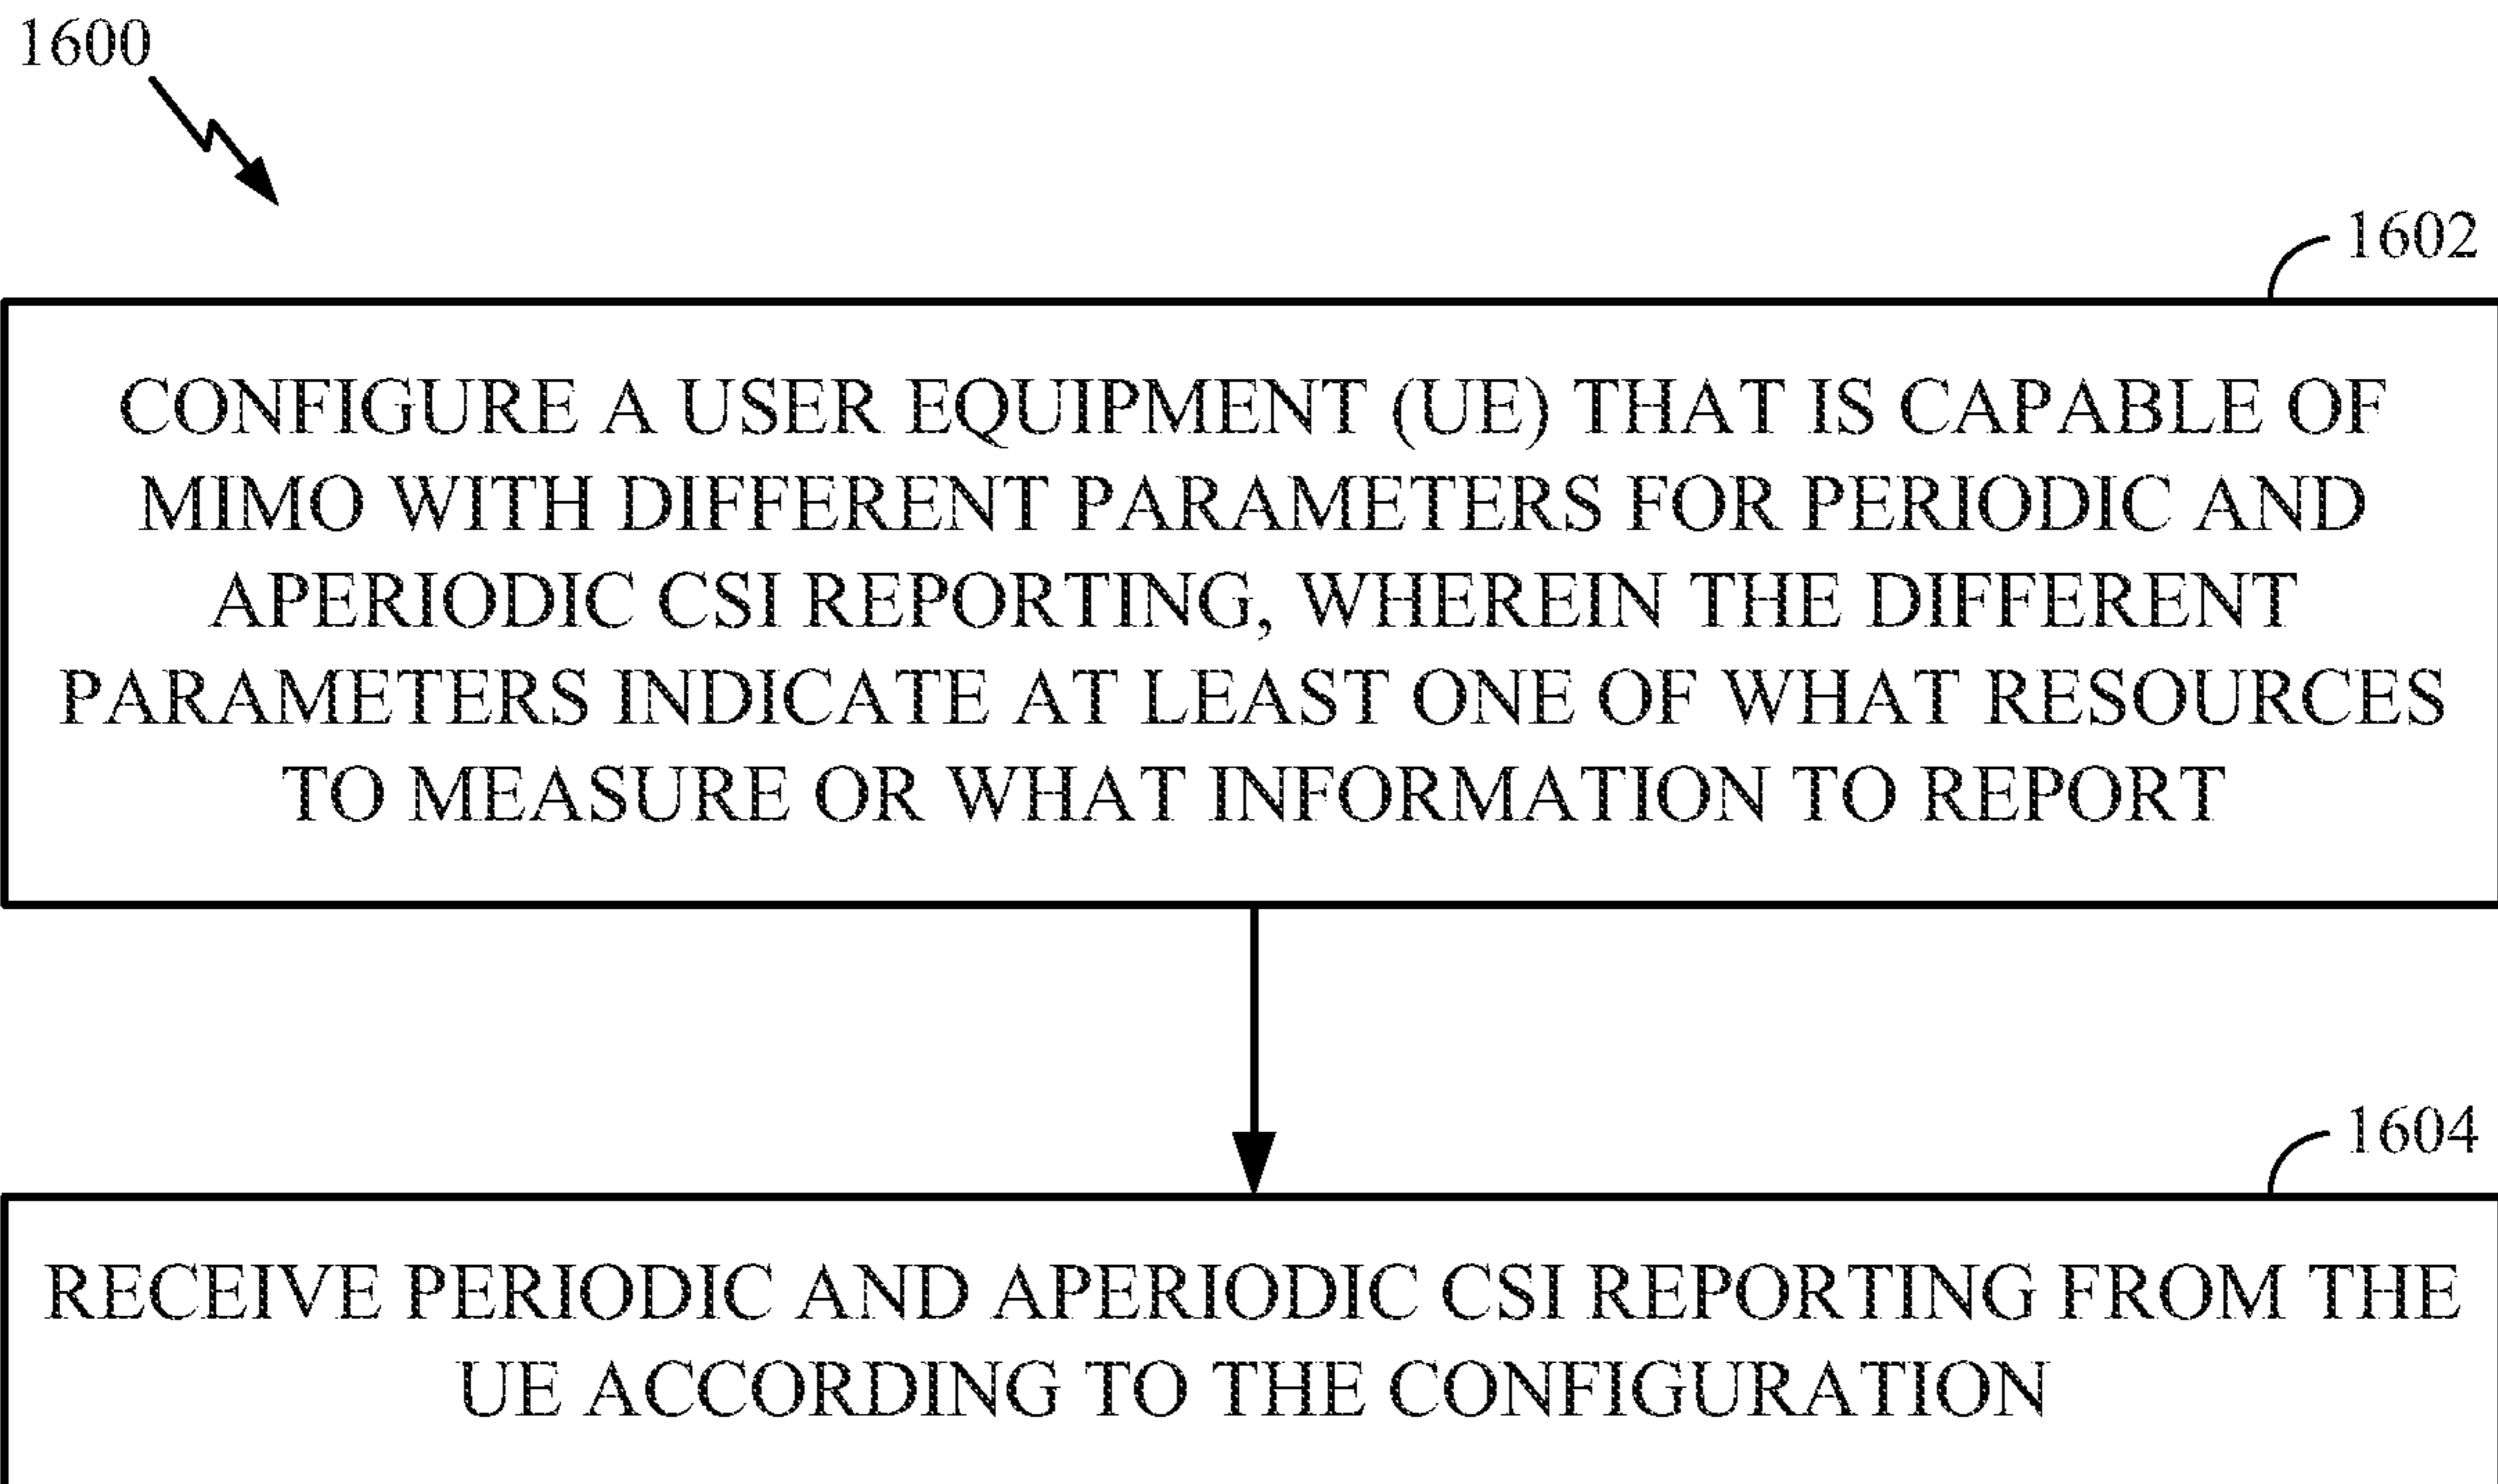 1600
1602
CONFIGURE A USER EQUIPMENT (UE) THAT IS CAPABLE OF
MIMO WITH DIFFERENT PARAMETERS FOR PERIODIC AND
APERIODIC CSI REPORTING, WHEREIN THE DIFFERENT
PARAMETERS INDICATE AT LEAST ONE OF WHAT RESOURCES
TO MEASURE OR WHAT INFORMATION TO REPORT
1604
RECEIVE PERIODIC AND APERIODIC CSI REPORTING FROM THE
UE ACCORDING TO THE CONFIGURATION